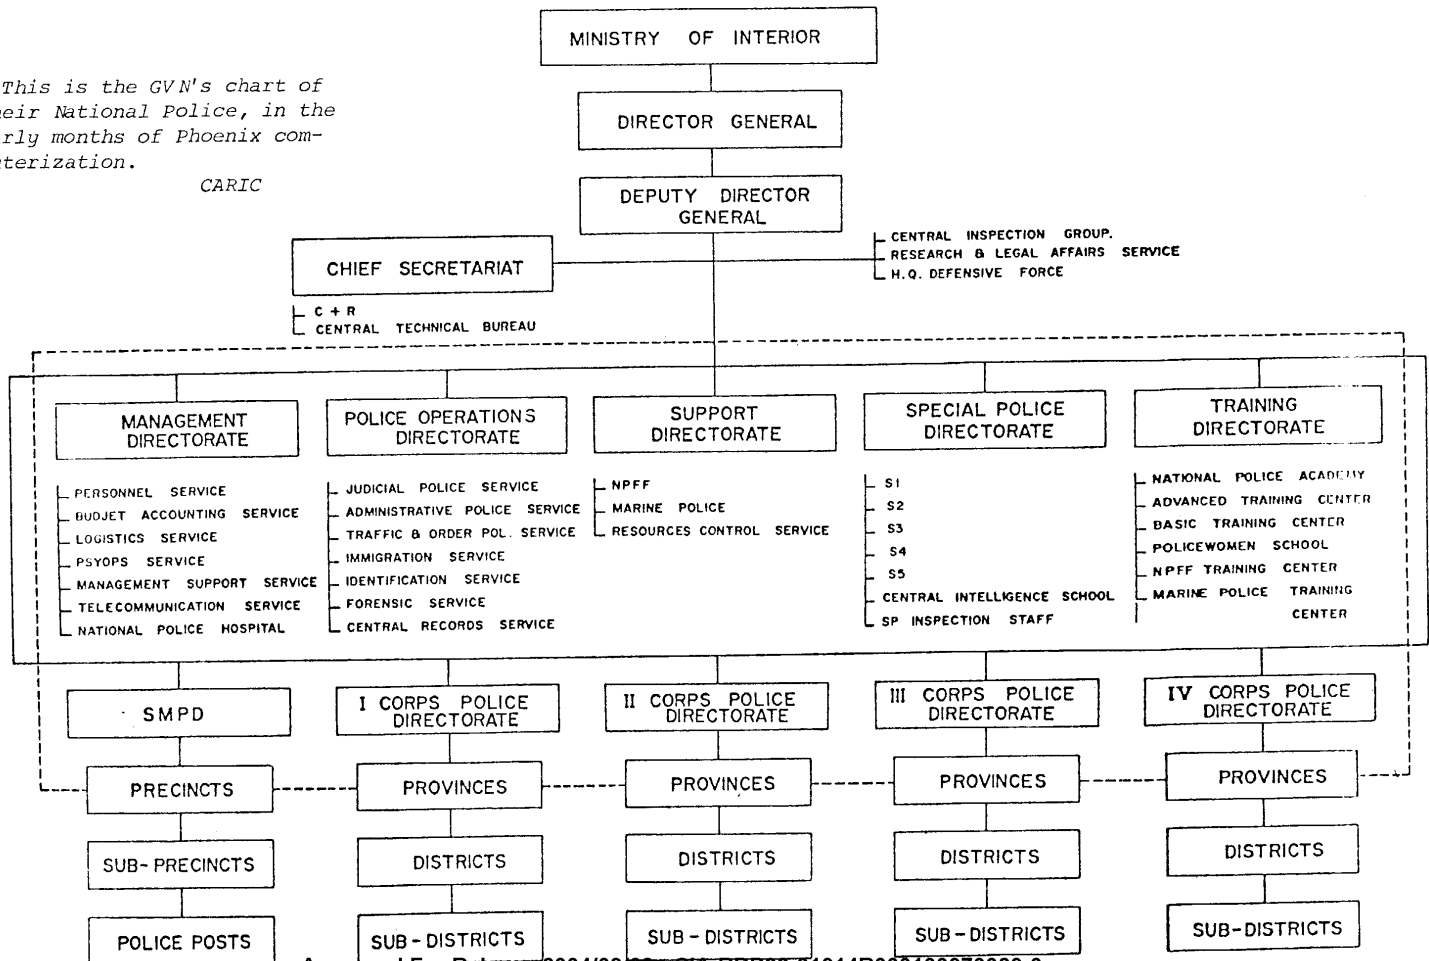 MINISTRY OF INTERIOR
This is the GVN's chart of
eir National Police, in the
rly months of Phoenix com-
terization.
CARIC
DIRECTOR GENERAL
DEPUTY DIRECTOR
GENERAL
CHIEF SECRETARIAT
C + R
CENTRAL TECHNICAL BUREAU
CENTRAL INSPECTION GROUP.
RESEARCH & LEGAL AFFAIRS SERVICE
H.Q. DEFENSIVE FORCE
MANAGEMENT
DIRECTORATE
PERSONNEL SERVICE
BUDJET ACCOUNTING SERVICE
LOGISTICS SERVICE
PSYOPS SERVICE
MANAGEMENT SUPPORT SERVICE
TELECOMMUNICATION SERVICE
NATIONAL POLICE HOSPITAL
POLICE OPERATIONS
DIRECTORATE
JUDICIAL POLICE SERVICE
ADMINISTRATIVE POLICE SERVICE
TRAFFIC & ORDER POL. SERVICE
IMMIGRATION SERVICE
IDENTIFICATION SERVICE
FORENSIC SERVICE
CENTRAL RECORDS SERVICE
SUPPORT
DIRECTORATE
NPFF
MARINE POLICE
RESOURCES CONTROL SERVICE
SPECIAL POLICE
DIRECTORATE
S1
S2
S3
S4
S5
CENTRAL INTELLIGENCE SCHOOL
SP INSPECTION STAFF
TRAINING
DIRECTORATE
NATIONAL POLICE ACADEMY
ADVANCED TRAINING CENTER
BASIC TRAINING CENTER
POLICEWOMEN SCHOOL
NPFF TRAINING CENTER
MARINE POLICE TRAINING
CENTER
SMPD
PRECINCTS
SUB-PRECINCTS
POLICE POSTS
I CORPS POLICE
DIRECTORATE
PROVINCES
DISTRICTS
SUB-DISTRICTS
II CORPS POLICE
DIRECTORATE
PROVINCES
DISTRICTS
SUB-DISTRICTS
III CORPS POLICE
DIRECTORATE
PROVINCES
DISTRICTS
SUB-DISTRICTS
IV CORPS POLICE
DIRECTORATE
PROVINCES
DISTRICTS
SUB-DISTRICTS